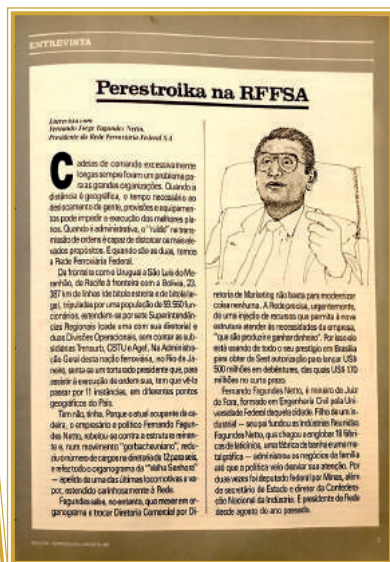 ENTREVISTA
Perestroika na RFFSA
Entrevista com
Fernando Jorge Fagundes Netto,
Presidente da Rede Ferroviária Federal S.A
Cadeias de comando excessivamente
longas sempre foram um problema pa-
ra as grandes organizações. Quando a
distância é geográfica, o tempo necessário ao
deslocamento de gente, provisões e equipamen-
tos pode impedir a execução dos melhores pla-
nos. Quando é administrativa, o "ruído" na trans-
missão de ordens é capaz de distorcer os mais ele-
vados propósitos. E quando são as duas, temos
a Rede Ferroviária Federal.
Da fronteira com o Uruguai a São Luís do Ma-
ranhão, de Recife à fronteira com a Bolívia, 23.
387 km de linhas (de bitola estreita e de bitola lar-
ga), tripuladas por uma população de 59.560 fun-
cionários, estendem-se por sete Superintendên-
cias Regionais (cada uma com sua diretoria) e
duas Divisões Operacionais, sem contar as sub-
sidiárias Trensurb, CBTU e Agef. Na Administra-
ção Geral desta nação ferroviária, no Rio de Ja-
neiro, senta-se um torturado presidente que, para
assistir à execução de ordem sua, tem que vê-la
passar por 11 instâncias, em diferentes pontos
geográficos do País.
Tem não, tinha. Porque o atual ocupante da ca-
deira, o empresário e político Fernando Fagun-
des Netto, rebelou-se contra a estrutura reinan-
te e, num movimento "gorbacheviano", redu-
ziu o número de cargos na diretoria de 12 para seis,
e refez todo o organograma da "Velha Senhora"
— apelido de uma das últimas locomotivas a va-
por, estendido carinhosamente à Rede.
Fagundes sabe, no entanto, que mexer em or-
ganograma e trocar Diretoria Comercial por Di-
retoria de Marketing não basta para modernizar
coisa nenhuma. A Rede precisa, urgentemente,
de uma injeção de recursos que permita à nova
estrutura atender às necessidades da empresa,
"que são produzir e ganhar dinheiro". Por isso ele
está usando de todo o seu prestígio em Brasília
para obter da Sest autorização para lançar US$
500 milhões em debêntures, das quais US$ 170
milhões no curto prazo.
Fernando Fagundes Netto, é mineiro de Juiz
de Fora, formado em Engenharia Civil pela Uni-
versidade Federal daquela cidade. Filho de um in-
dustrial — seu pai fundou as Indústrias Reunidas
Fagundes Netto, que chegou a englobar 18 fábri-
cas de laticínios, uma fábrica de banha e uma me-
talgráfica — administrou os negócios da família
até que a política veio desviar sua atenção. Por
duas vezes foi deputado federal por Minas, além
de secretário de Estado e diretor da Confedera-
ção Nacional da Indústria. É presidente da Rede
desde agosto do ano passado.